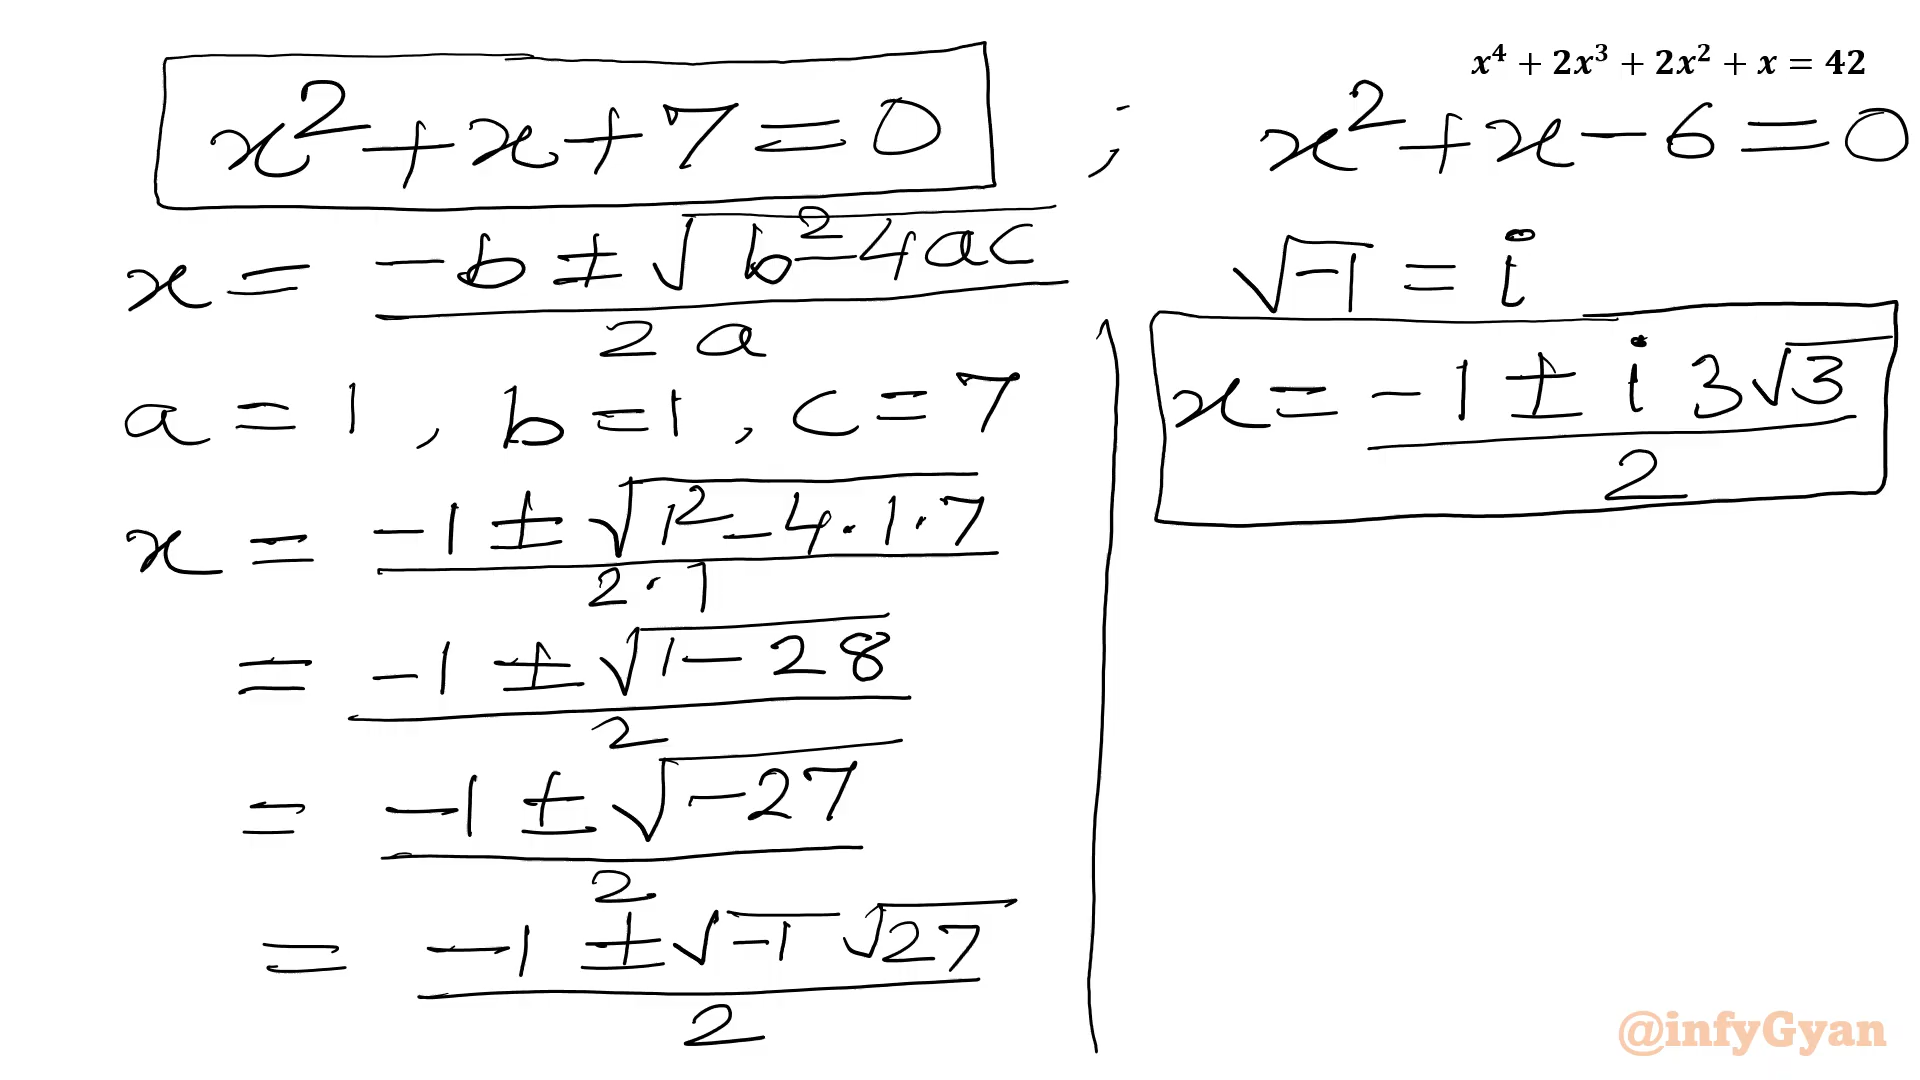 x⁴ + 2x³ + 2x² + x = 42
x² + x + 7 = 0 ; x² + x - 6 = 0
x = (-b ± √(b² - 4ac)) / 2a
a = 1 , b = 1 , c = 7
x = (-1 ± √(1² - 4·1·7)) / 2·1
= (-1 ± √(1 - 28)) / 2
= (-1 ± √(-27)) / 2
= (-1 ± √-1 √27) / 2
√-1 = i
x = (-1 ± i 3√3) / 2
@infyGyan